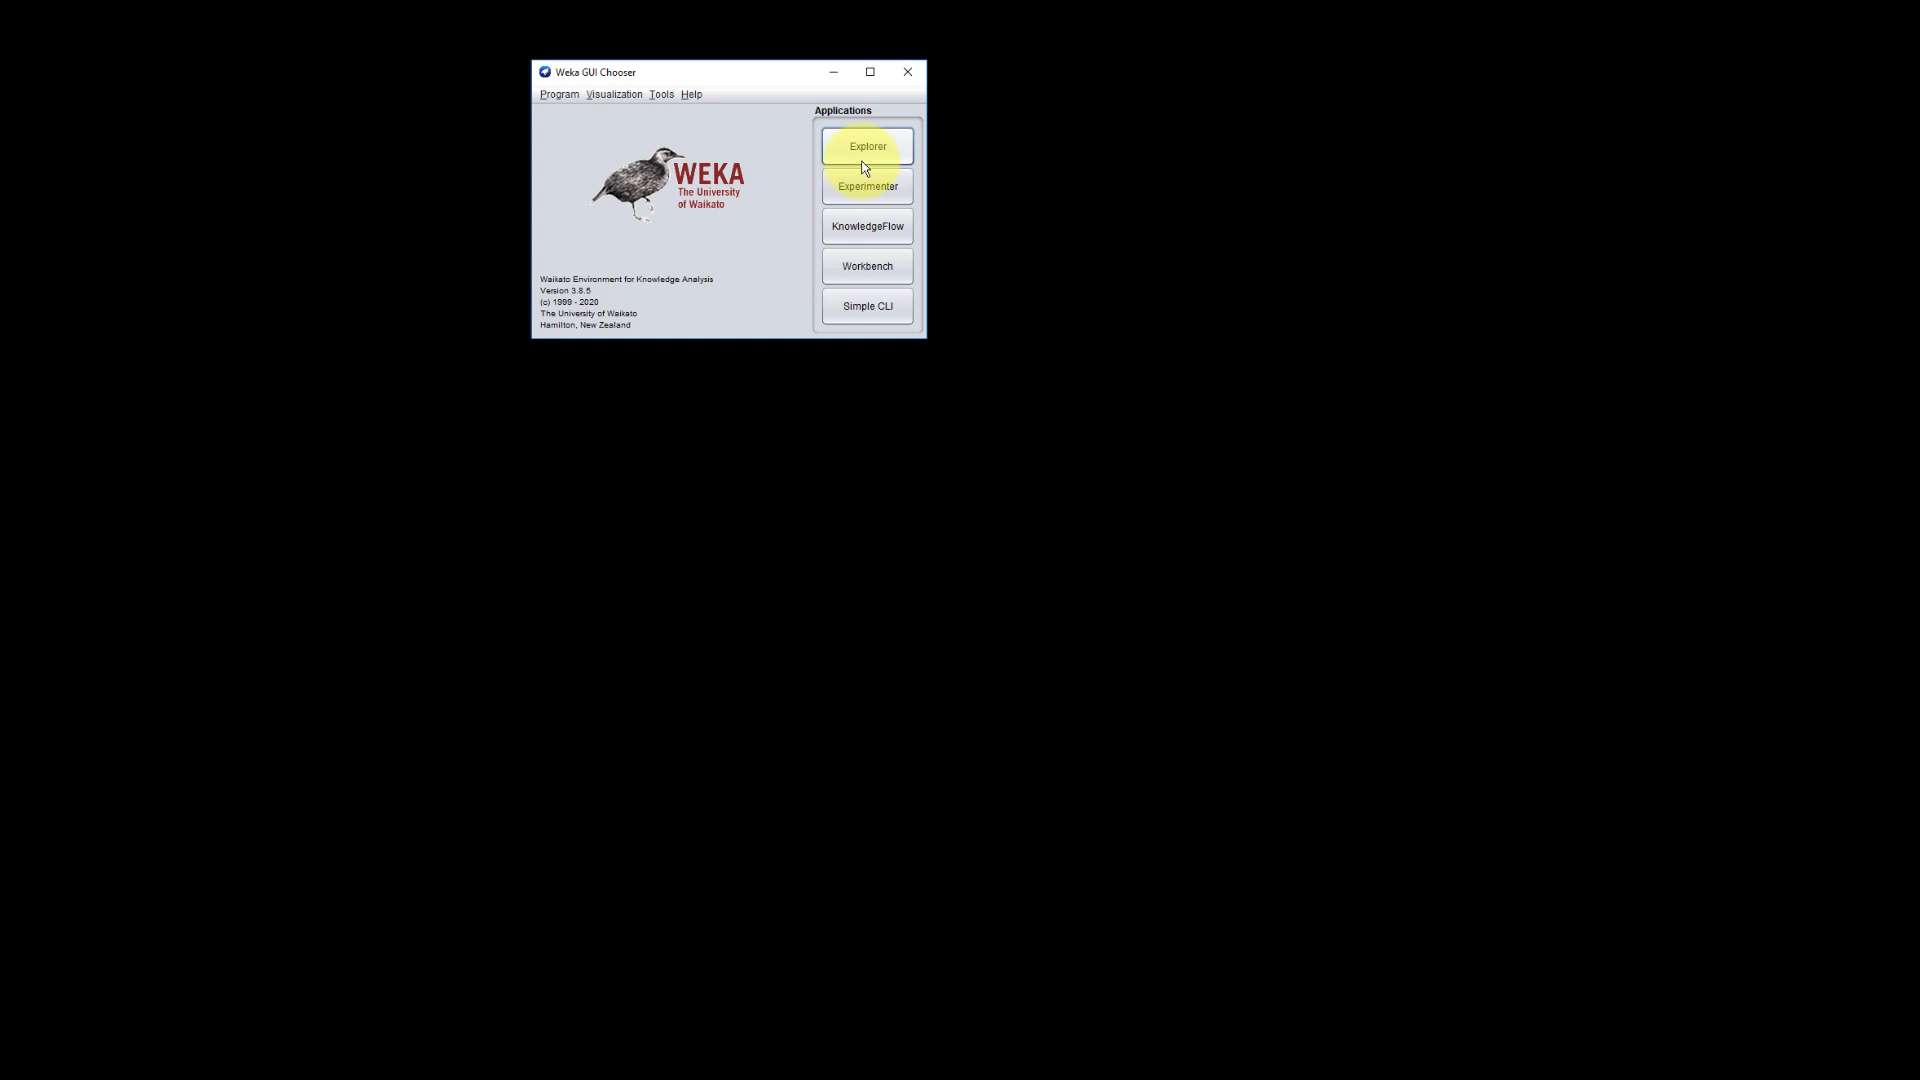 Weka GUI Chooser
Program Visualization Tools Help
Applications
Explorer
WEKA
The University
of Waikato
Experimenter
KnowledgeFlow
Workbench
Simple CLI
Waikato Environment for Knowledge Analysis
Version 3.8.5
(c) 1999 - 2020
The University of Waikato
Hamilton, New Zealand